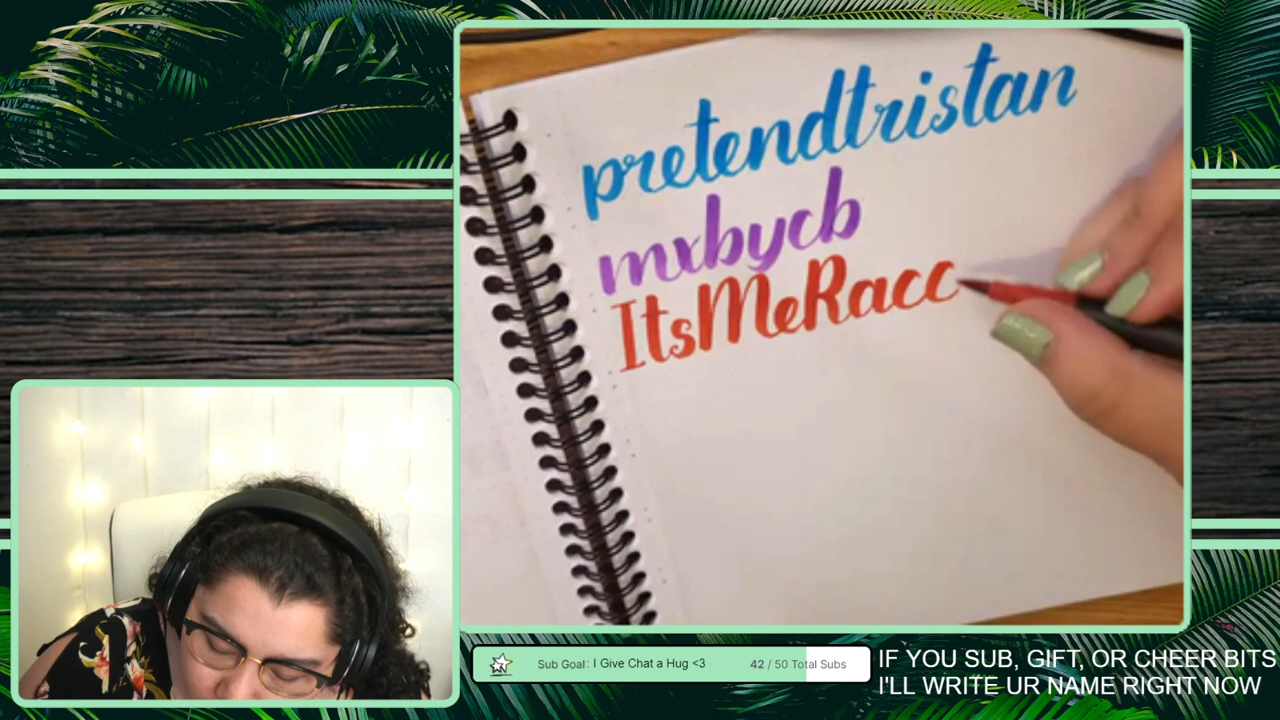 pretendtristan
mxbycb
ItsMeRacc
Sub Goal: I Give Chat a Hug <3 42 / 50 Total Subs
IF YOU SUB, GIFT, OR CHEER BITS
I'LL WRITE UR NAME RIGHT NOW